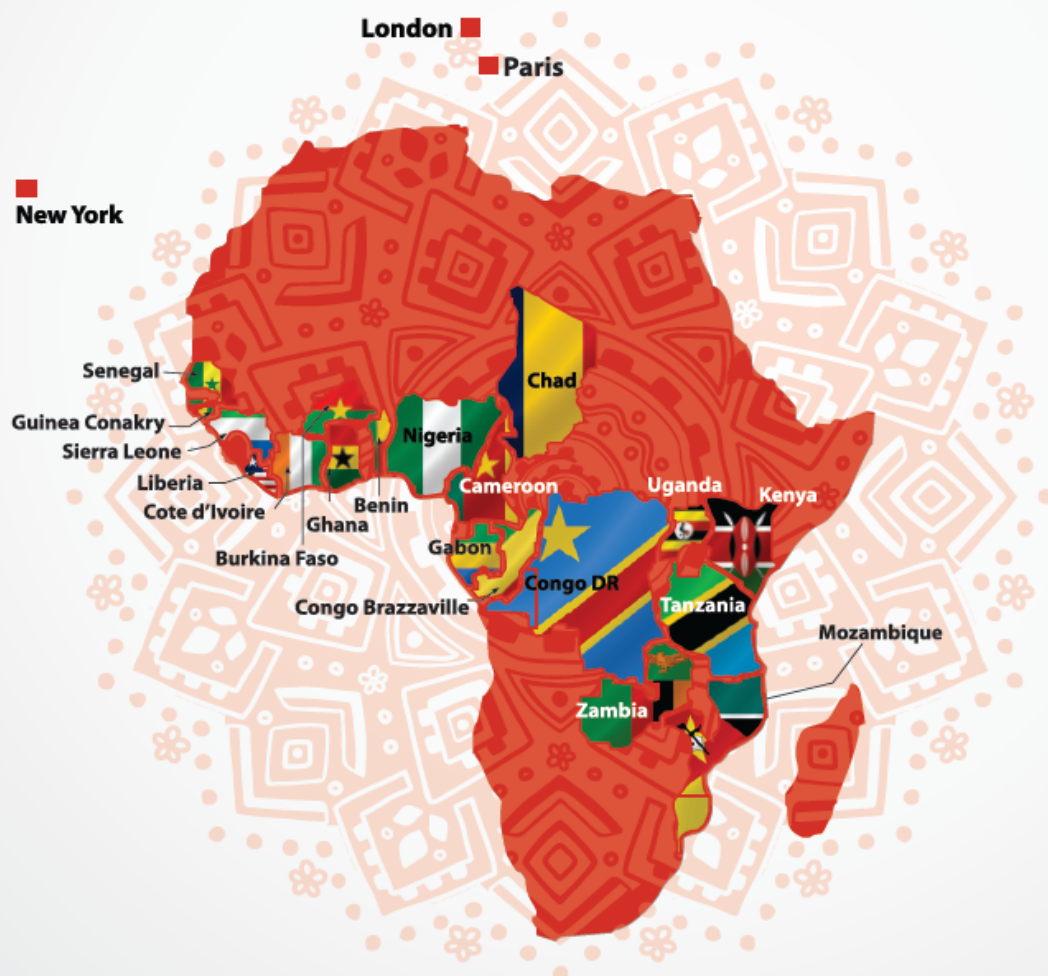 London
Paris
New York
Senegal
Chad
Guinea Conakry
Nigeria
Sierra Leone
Liberia
Cameroon
Uganda
Kenya
Benin
Cote d'Ivoire
Ghana
Gabon
Burkina Faso
Congo DR
Congo Brazzaville
Tanzania
Mozambique
Zambia